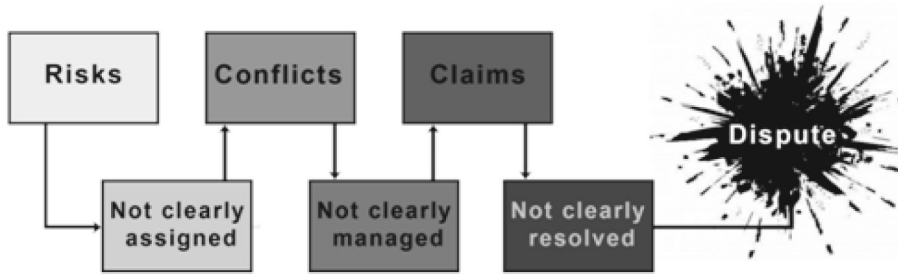 Risks
Conflicts
Claims
Dispute
Not clearly
assigned
Not clearly
managed
Not clearly
resolved